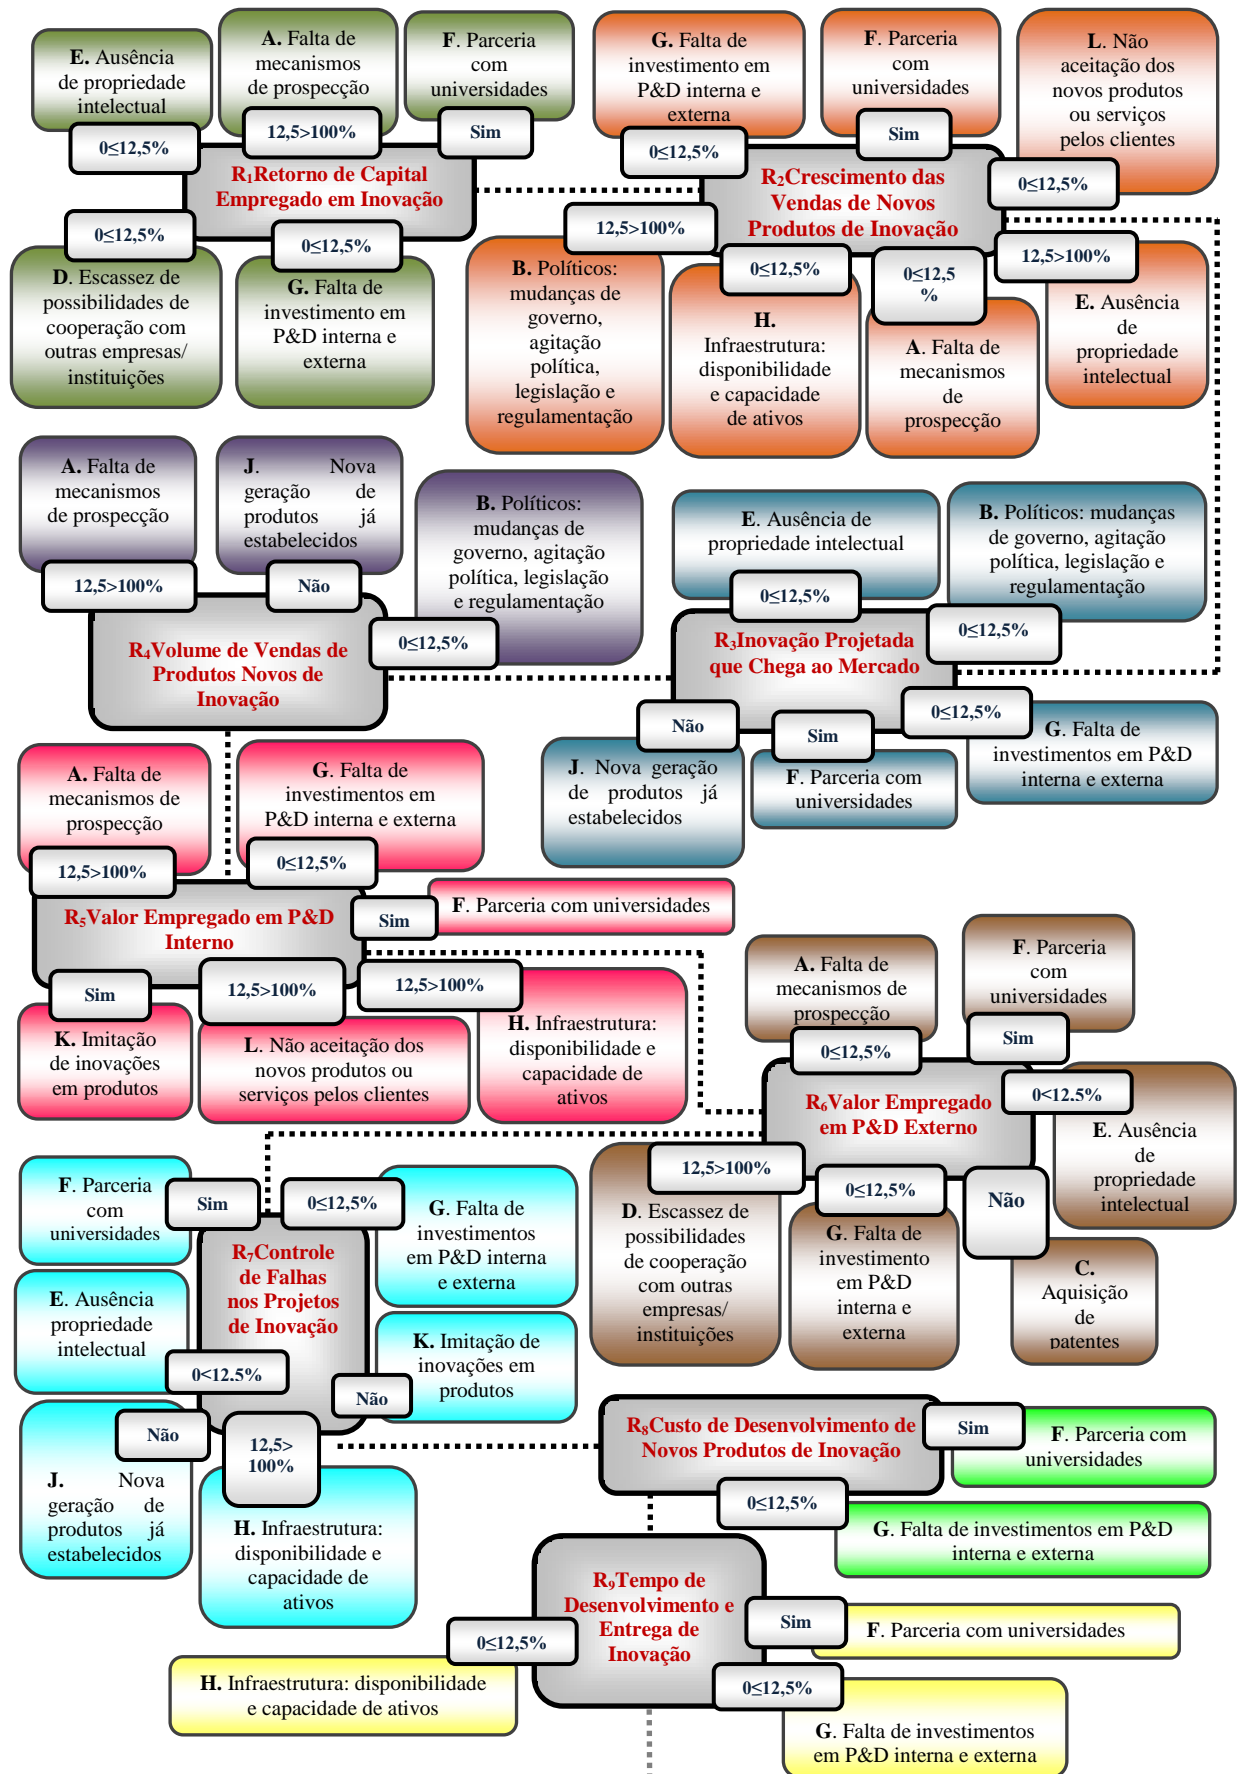 E. Ausência
de propriedade
intelectual
0≤12,5%
A. Falta de
mecanismos
de prospecção
12,5>100%
F. Parceria
com
universidades
Sim
R1Retorno de Capital
Empregado em Inovação
0≤12,5%
D. Escassez de
possibilidades de
cooperação com
outras empresas/
instituições
0≤12,5%
G. Falta de
investimento em
P&D interna e
externa
G. Falta de
investimento em
P&D interna e
externa
0≤12,5%
F. Parceria
com
universidades
Sim
L. Não
aceitação dos
novos produtos
ou serviços
pelos clientes
0≤12,5%
R2Crescimento das
Vendas de Novos
Produtos de Inovação
12,5>100%
B. Políticos:
mudanças de
governo,
agitação
política,
legislação e
regulamentação
0≤12,5%
H.
Infraestrutura:
disponibilidade
e capacidade
de ativos
0≤12,5
%
A. Falta de
mecanismos
de
prospecção
12,5>100%
E. Ausência
de
propriedade
intelectual
A. Falta de
mecanismos
de prospecção
12,5>100%
J. Nova
geração de
produtos já
estabelecidos
Não
B. Políticos:
mudanças de
governo, agitação
política, legislação
e regulamentação
0≤12,5%
R4Volume de Vendas de
Produtos Novos de
Inovação
E. Ausência de
propriedade intelectual
0≤12,5%
B. Políticos: mudanças
de governo, agitação
política, legislação e
regulamentação
0≤12,5%
R3Inovação Projetada
que Chega ao Mercado
Não
J. Nova geração
de produtos já
estabelecidos
Sim
F. Parceria com
universidades
0≤12,5%
G. Falta de
investimentos em P&D
interna e externa
A. Falta de
mecanismos de
prospecção
12,5>100%
G. Falta de
investimentos em
P&D interna e externa
0≤12,5%
Sim
F. Parceria com universidades
R5Valor Empregado em P&D
Interno
Sim
K. Imitação
de inovações
em produtos
12,5>100%
L. Não aceitação dos
novos produtos ou
serviços pelos clientes
12,5>100%
H. Infraestrutura:
disponibilidade e
capacidade de
ativos
A. Falta de
mecanismos de
prospecção
0≤12,5%
F. Parceria
com
universidades
Sim
0<12,5%
E. Ausência
de
propriedade
intelectual
R6Valor Empregado
em P&D Externo
12,5>100%
D. Escassez de
possibilidades
de cooperação
com outras
empresas/
instituições
0≤12,5%
G. Falta de
investimento
em P&D
interna e
externa
Não
C.
Aquisição
de
patentes
F. Parceria
com
universidades
Sim
0≤12,5%
G. Falta de
investimentos
em P&D interna
e externa
R7Controle
de Falhas
nos Projetos
de Inovação
E. Ausência
propriedade
intelectual
0<12,5%
K. Imitação de
inovações em
produtos
Não
Não
J. Nova
geração de
produtos já
estabelecidos
12,5>
100%
H. Infraestrutura:
disponibilidade e
capacidade de
ativos
R8Custo de Desenvolvimento de
Novos Produtos de Inovação
Sim
F. Parceria com
universidades
0≤12,5%
G. Falta de investimentos em P&D
interna e externa
R9Tempo de
Desenvolvimento e
Entrega de
Inovação
Sim
F. Parceria com universidades
0≤12,5%
H. Infraestrutura: disponibilidade
e capacidade de ativos
0≤12,5%
G. Falta de investimentos
em P&D interna e externa